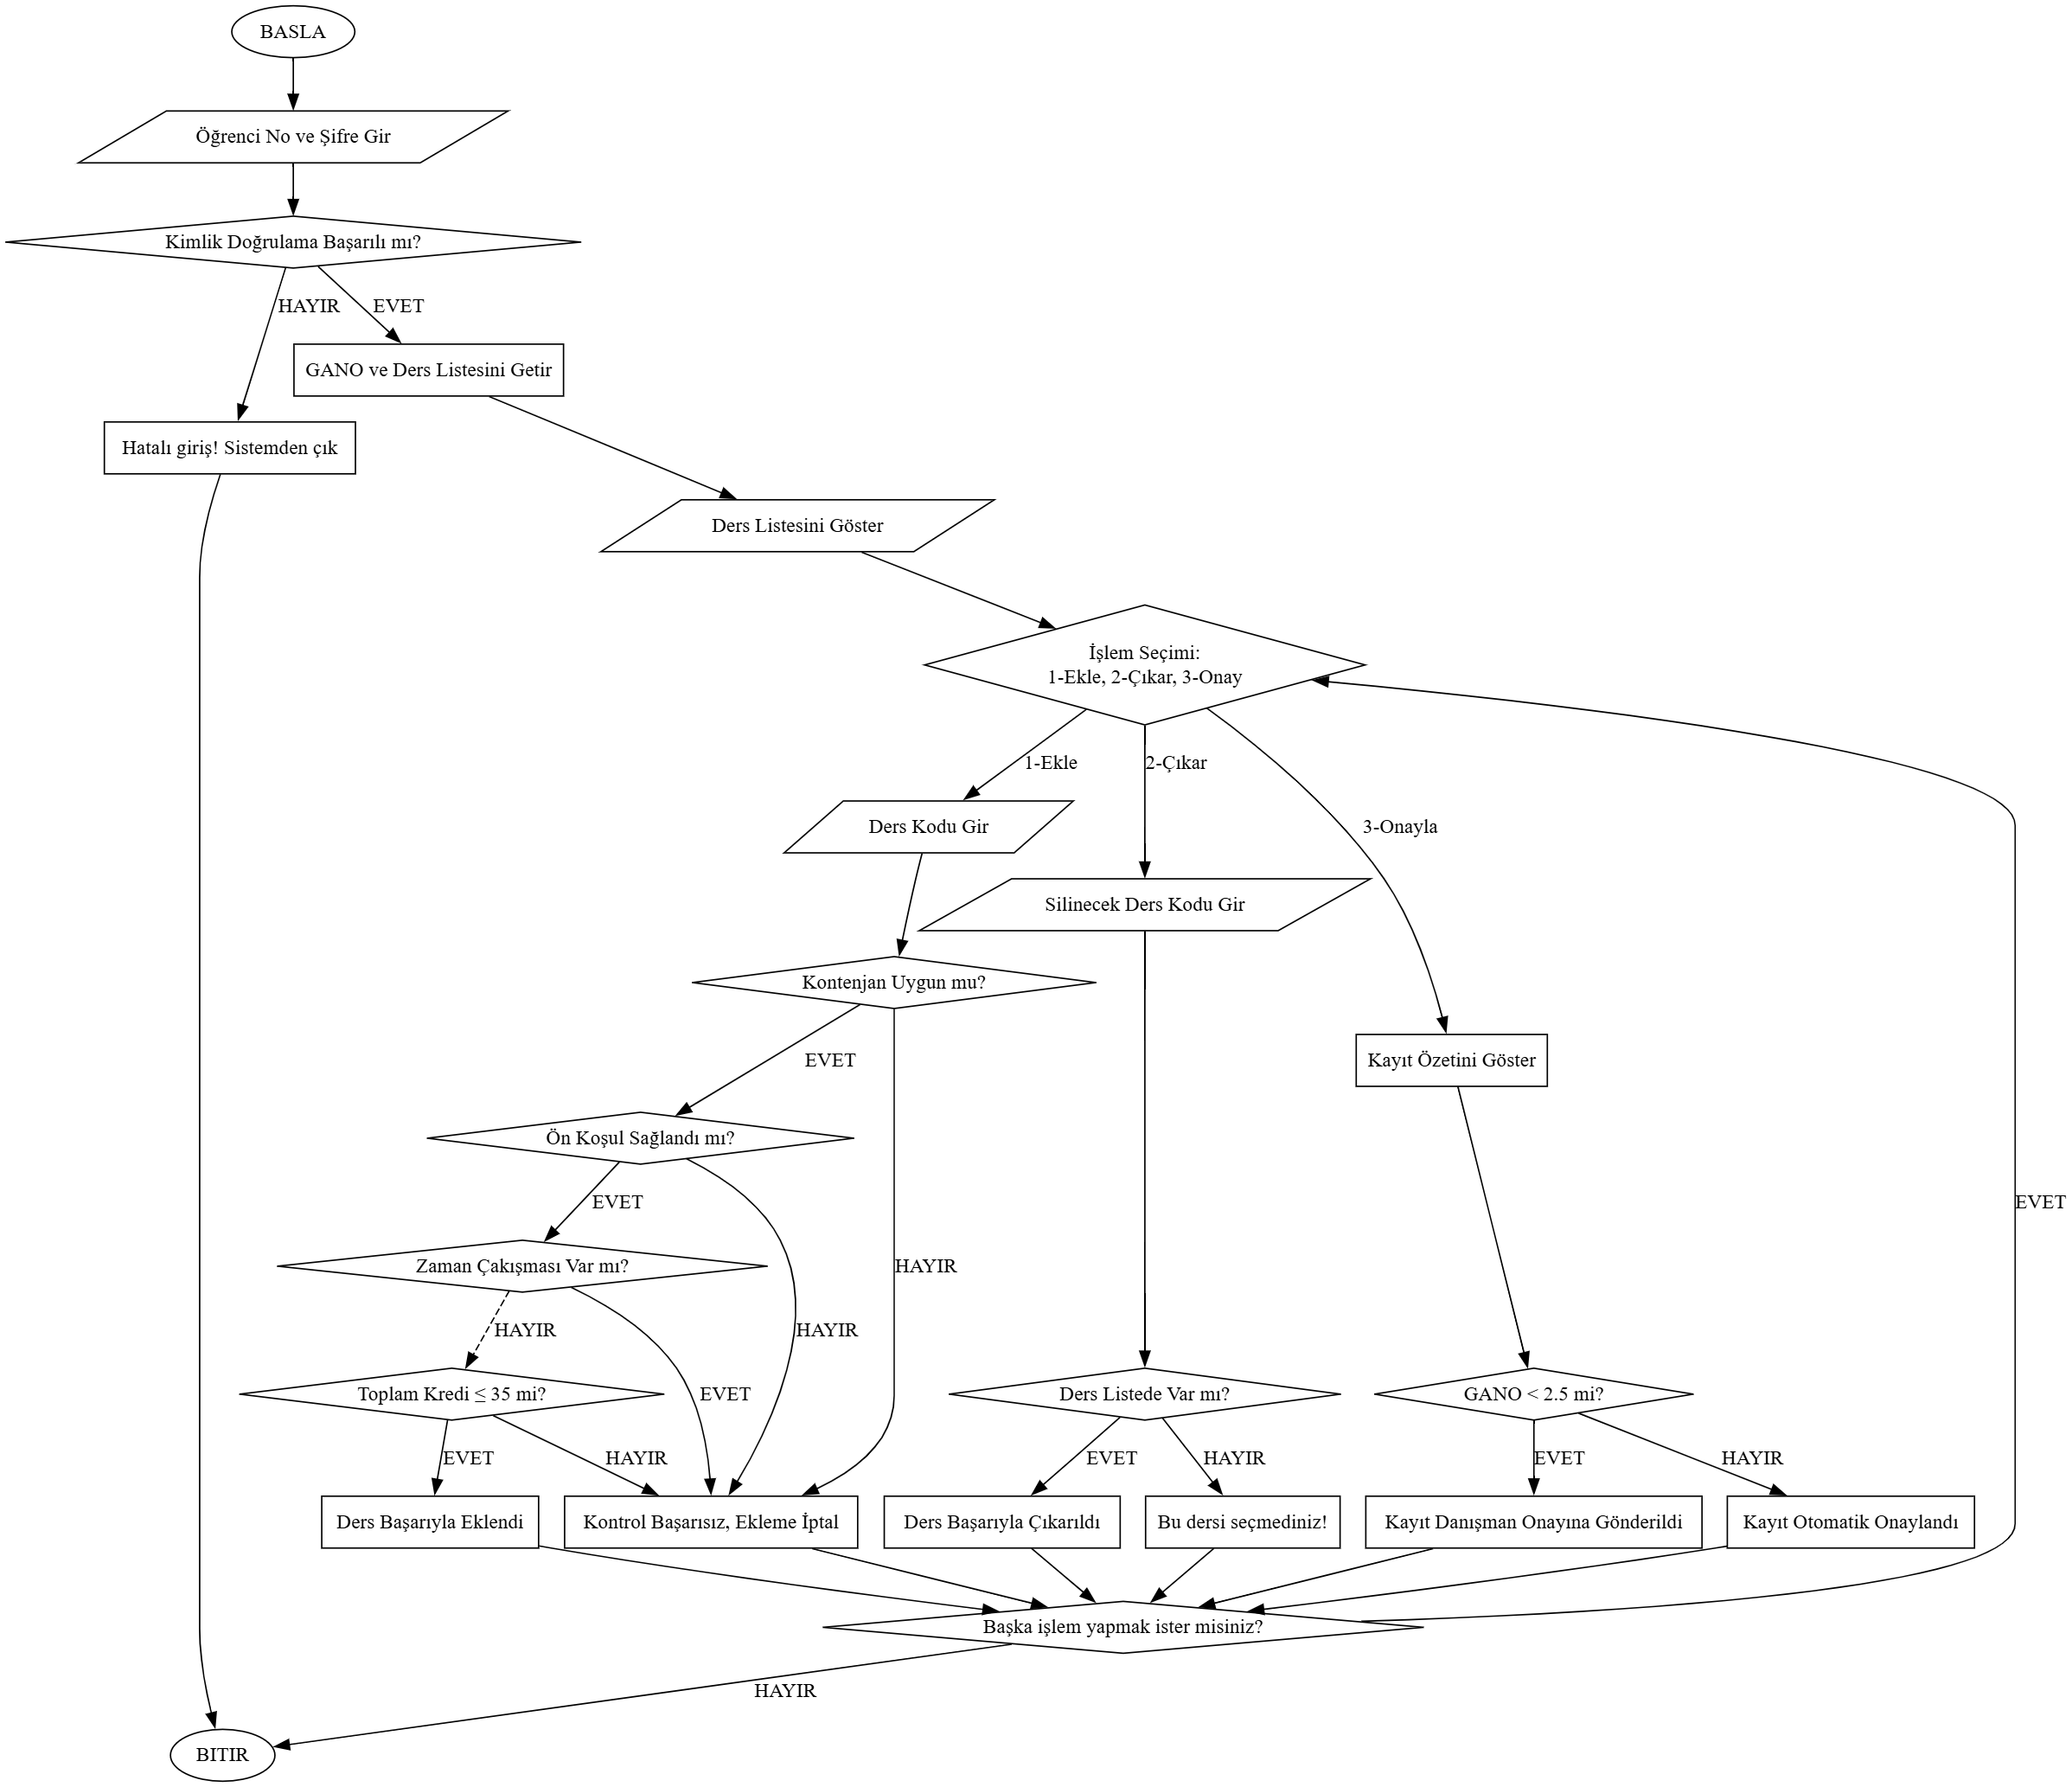 BASLA
Öğrenci No ve Şifre Gir
Kimlik Doğrulama Başarılı mı?
HAYIR
EVET
GANO ve Ders Listesini Getir
Hatalı giriş! Sistemden çık
Ders Listesini Göster
İşlem Seçimi:
1-Ekle, 2-Çıkar, 3-Onay
1-Ekle
2-Çıkar
3-Onayla
Ders Kodu Gir
Silinecek Ders Kodu Gir
Kontenjan Uygun mu?
EVET
Kayıt Özetini Göster
Ön Koşul Sağlandı mı?
EVET
EVET
Zaman Çakışması Var mı?
HAYIR
HAYIR
HAYIR
Toplam Kredi ≤ 35 mi?
EVET
Ders Listede Var mı?
GANO < 2.5 mi?
EVET
HAYIR
EVET
HAYIR
EVET
HAYIR
Ders Başarıyla Eklendi
Kontrol Başarısız, Ekleme İptal
Ders Başarıyla Çıkarıldı
Bu dersi seçmediniz!
Kayıt Danışman Onayına Gönderildi
Kayıt Otomatik Onaylandı
Başka işlem yapmak ister misiniz?
HAYIR
BITIR